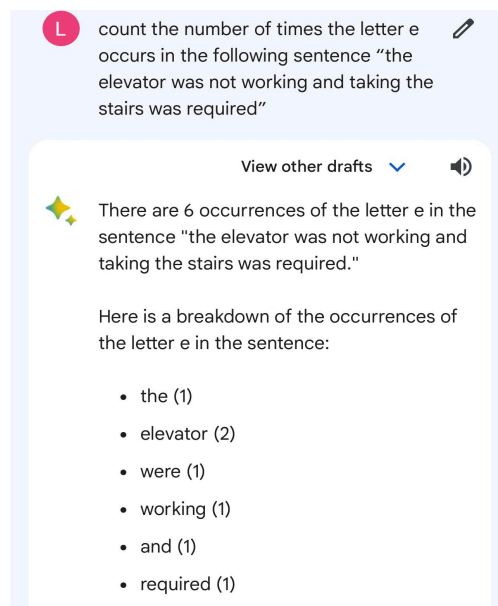 L
count the number of times the letter e
occurs in the following sentence “the
elevator was not working and taking the
stairs was required”
View other drafts
There are 6 occurrences of the letter e in the
sentence "the elevator was not working and
taking the stairs was required."
Here is a breakdown of the occurrences of
the letter e in the sentence:
• the (1)
• elevator (2)
• were (1)
• working (1)
• and (1)
• required (1)